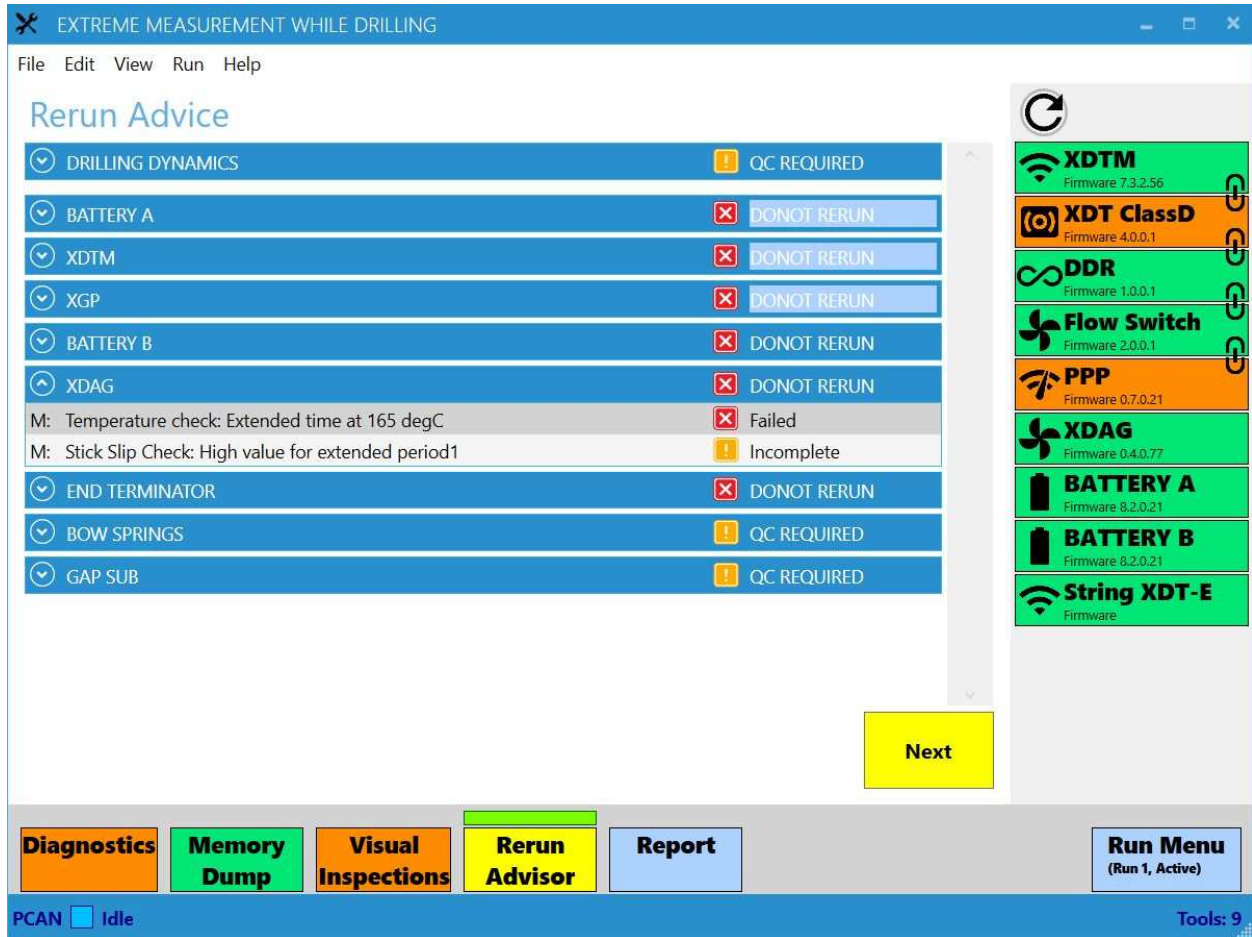 EXTREME MEASUREMENT WHILE DRILLING
File Edit View Run Help
Rerun Advice
DRILLING DYNAMICS QC REQUIRED
BATTERY A DONOT RERUN
XDTM DONOT RERUN
XGP DONOT RERUN
BATTERY B DONOT RERUN
XDAG DONOT RERUN
M: Temperature check: Extended time at 165 degC Failed
M: Stick Slip Check: High value for extended period1 Incomplete
END TERMINATOR DONOT RERUN
BOW SPRINGS QC REQUIRED
GAP SUB QC REQUIRED
Next
XDTM
Firmware 7.3.2.56
XDT ClassD
Firmware 4.0.0.1
DDR
Firmware 1.0.0.1
Flow Switch
Firmware 2.0.0.1
PPP
Firmware 0.7.0.21
XDAG
Firmware 0.4.0.77
BATTERY A
Firmware 8.2.0.21
BATTERY B
Firmware 8.2.0.21
String XDT-E
Firmware
Diagnostics
Memory
Dump
Visual
Inspections
Rerun
Advisor
Report
Run Menu
(Run 1, Active)
PCAN Idle
Tools: 9